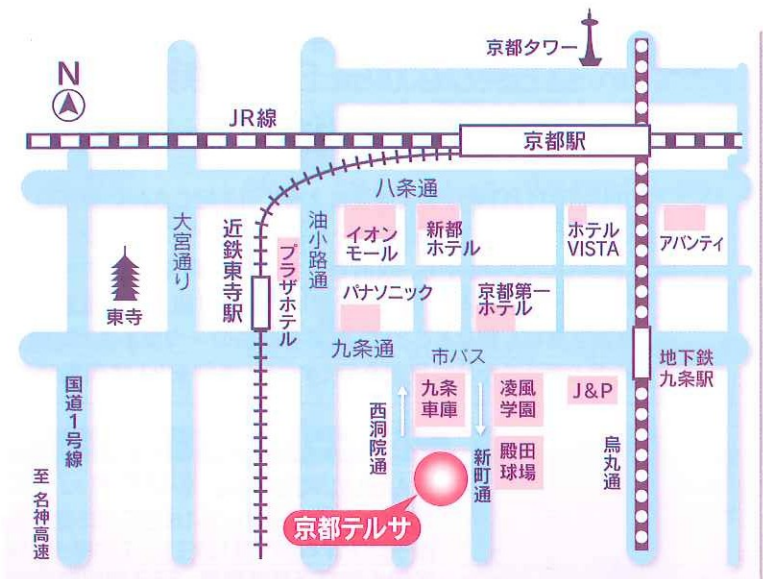 京都タワー
N
JR線
京都駅
八条通
大宮通り
近鉄東寺駅
プラザホテル
油小路通
イオン
モール
新都
ホテル
ホテル
VISTA
アバンティ
東寺
パナソニック
京都第一
ホテル
九条通
市バス
地下鉄
九条駅
国道1号線
至 名神高速
西洞院通
九条
車庫
新町通
凌風
学園
殿田
球場
J&P
烏丸通
京都テルサ